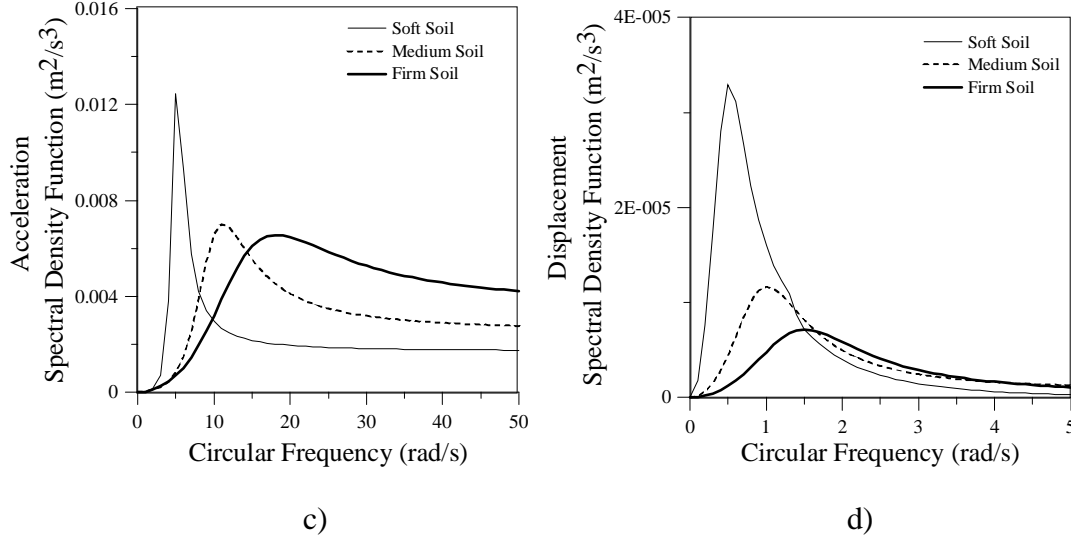 Acceleration
Spectral Density Function (m2/s3)
0.016
0.012
0.008
0.004
0
Soft Soil
Medium Soil
Firm Soil
0 10 20 30 40 50
Circular Frequency (rad/s)
c)
Displacement
Spectral Density Function (m2/s3)
4E-005
2E-005
0
Soft Soil
Medium Soil
Firm Soil
0 1 2 3 4 5
Circular Frequency (rad/s)
d)